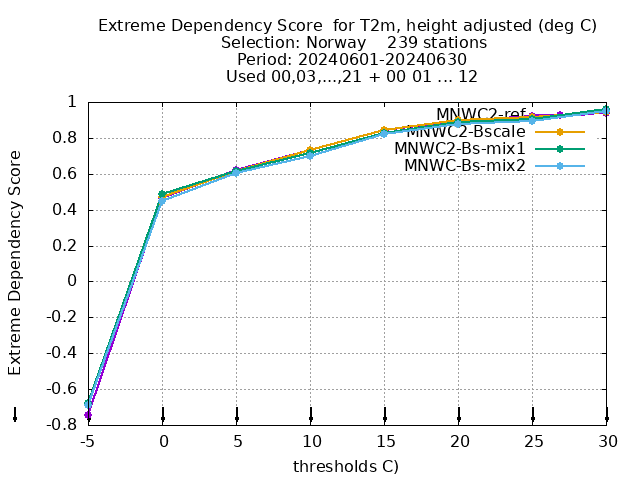 Extreme Dependency Score  for T2m, height adjusted (deg C)
Selection: Norway    239 stations
Period: 20240601-20240630
Used 00,03,...,21 + 00 01 ... 12
Extreme Dependency Score
1
0.8
0.6
0.4
0.2
0
-0.2
-0.4
-0.6
-0.8
MNWC2-ref
MNWC2-Bscale
MNWC2-Bs-mix1
MNWC-Bs-mix2
-5 0 5 10 15 20 25 30
thresholds C)